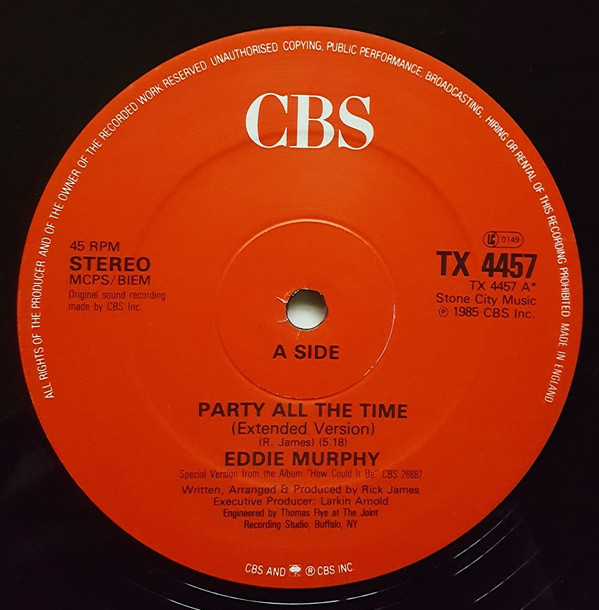 ALL RIGHTS OF THE PRODUCER AND OF THE OWNER OF THE RECORDED WORK RESERVED UNAUTHORISED COPYING, PUBLIC PERFORMANCE, BROADCASTING, HIRING OR RENTAL OF THIS RECORDING PROHIBITED MADE IN ENGLAND
CBS
45 RPM
STEREO
MCPS/BIEM
Original sound recording
made by CBS Inc.
LC 0149
TX 4457
TX 4457 A*
Stone City Music
℗ 1985 CBS Inc.
A SIDE
PARTY ALL THE TIME
(Extended Version)
(R. James) (5.18)
EDDIE MURPHY
Special Version from the Album "How Could It Be" CBS 26687
Written, Arranged & Produced by Rick James
Executive Producer: Larkin Arnold
Engineered by Thomas Flye at The Joint
Recording Studio, Buffalo, NY
CBS AND ® CBS INC.